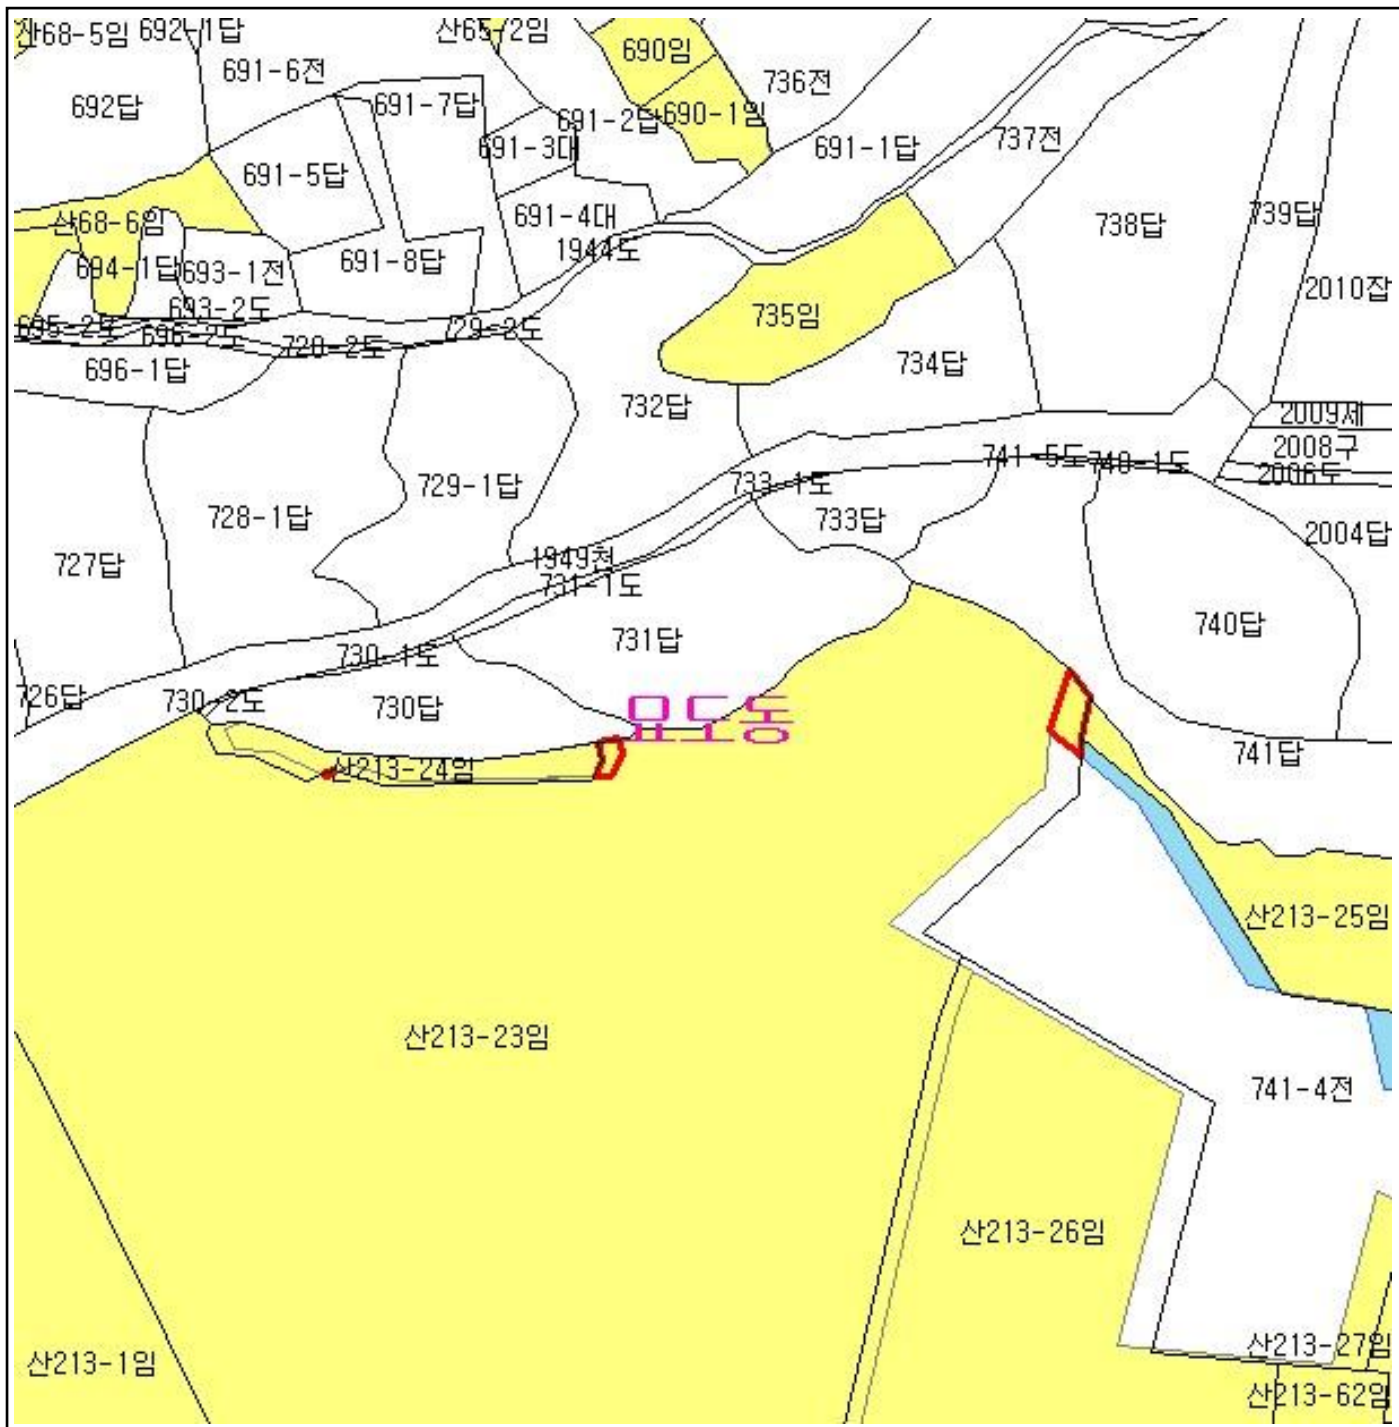 산68-5임
692-1답
산65-2임
690임
691-6전
736전
692답
691-7답
691-2답
690-1임
691-3대
691-1답
737전
691-5답
산68-6임
691-4대
738답
739답
1944도
694-1답
693-1전
691-8답
2010잡
693-2도
735임
695-2도
696-2도
728-2도
729-2도
696-1답
734답
732답
2009제
2008구
2006도
741-5도
740-1도
733-1도
729-1답
728-1답
733답
2004답
727답
1949천
731-1도
740답
731답
730-1도
726답
730-2도
730답
묘도동
741답
산213-24임
산213-25임
산213-23임
741-4전
산213-26임
산213-27임
산213-1임
산213-62임